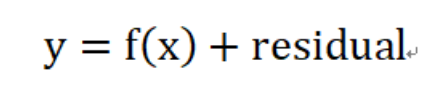 y = f(x) + residual